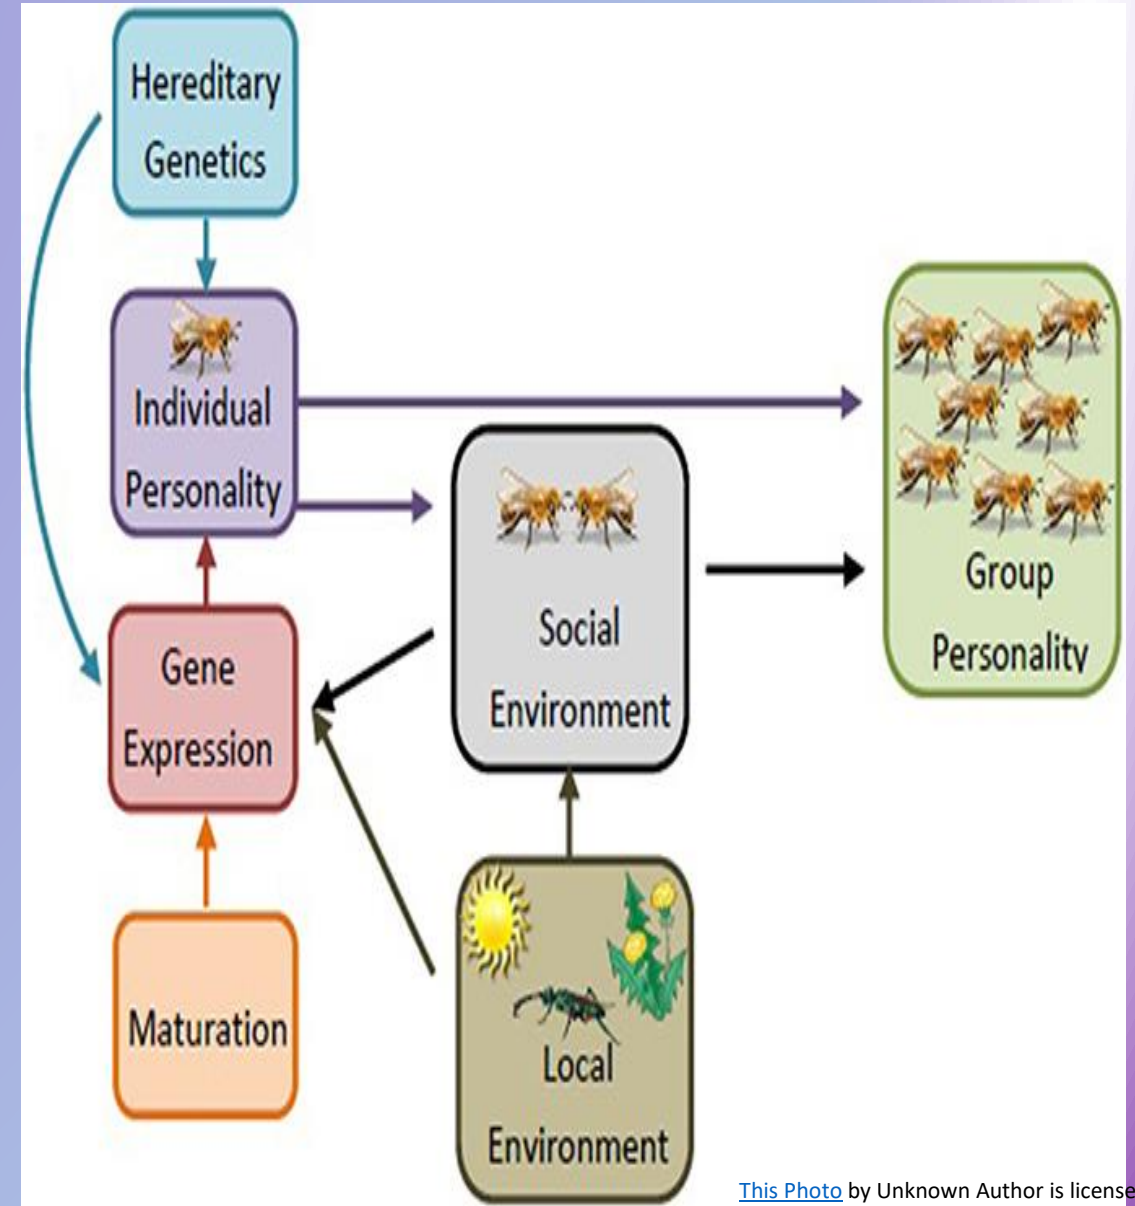 Hereditary
Genetics
Individual
Personality
Gene
Expression
Maturation
Social
Environment
Local
Environment
Group
Personality
This Photo by Unknown Author is license